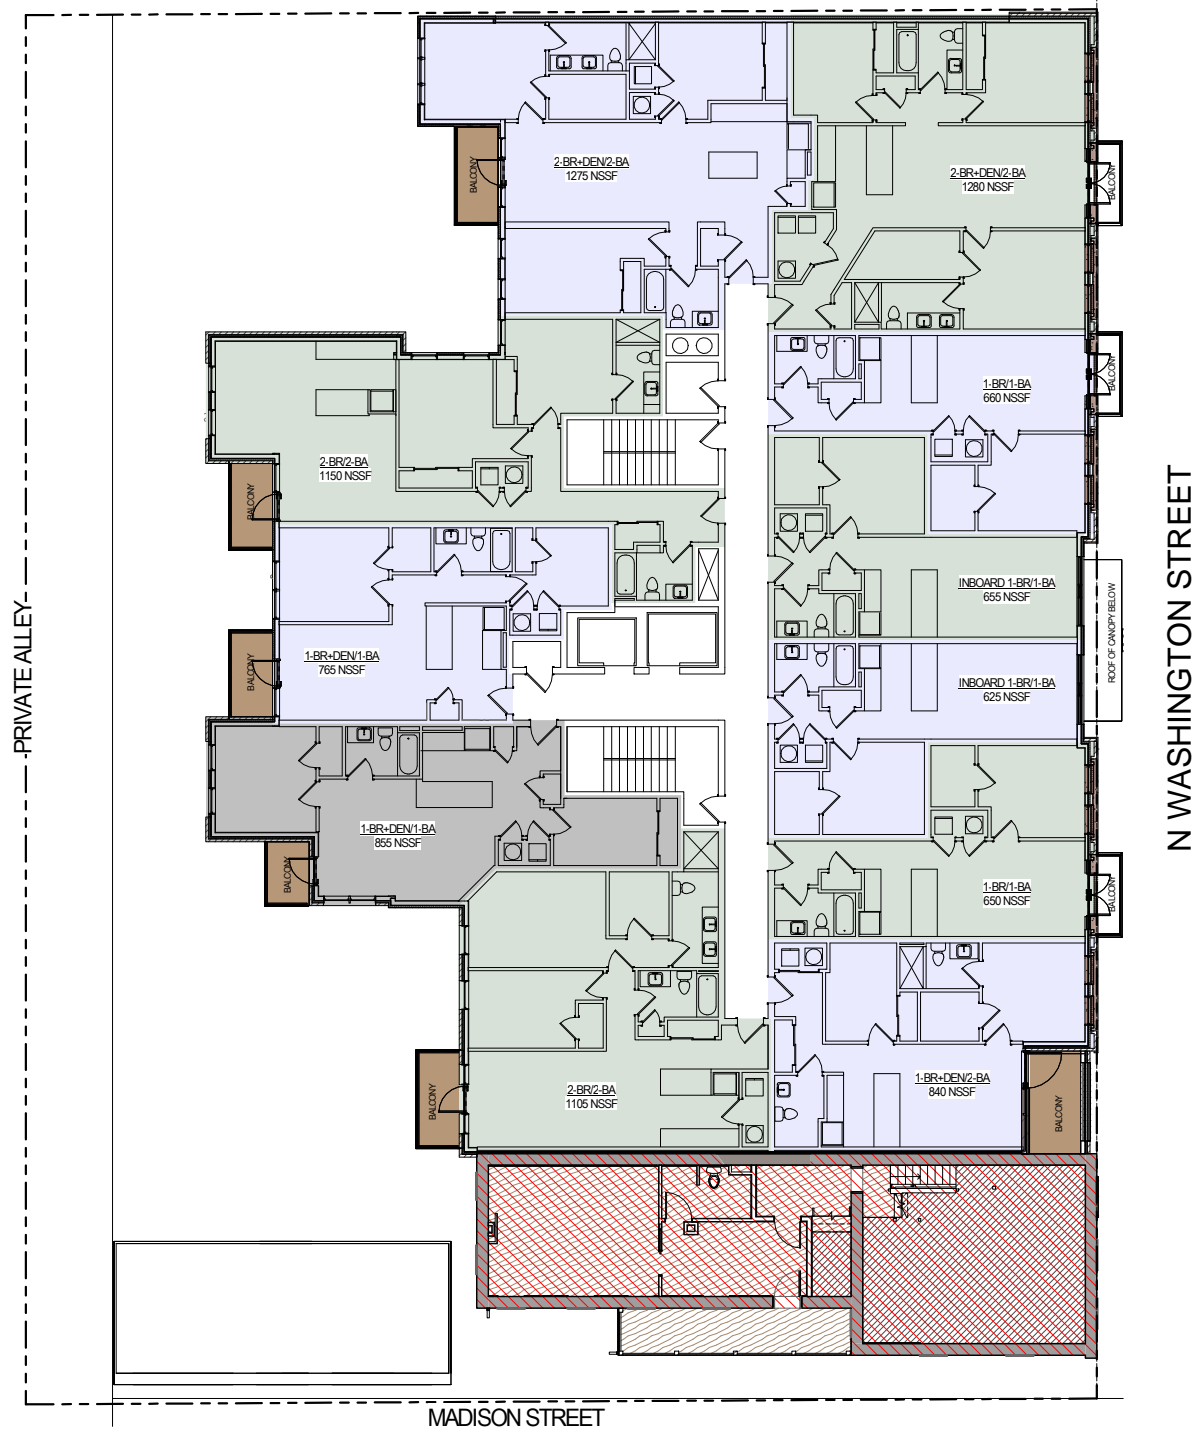 2-BR+DEN/2-BA
1275 NSSF
BALCONY
2-BR+DEN/2-BA
1280 NSSF
BALCONY
1-BR/1-BA
660 NSSF
BALCONY
2-BR/2-BA
1150 NSSF
BALCONY
INBOARD 1-BR/1-BA
655 NSSF
ROOF OF CANOPY BELOW
1-BR+DEN/1-BA
765 NSSF
BALCONY
INBOARD 1-BR/1-BA
625 NSSF
PRIVATE ALLEY
N WASHINGTON STREET
1-BR+DEN/1-BA
855 NSSF
BALCONY
1-BR/1-BA
650 NSSF
BALCONY
2-BR/2-BA
1105 NSSF
BALCONY
1-BR+DEN/2-BA
840 NSSF
BALCONY
MADISON STREET